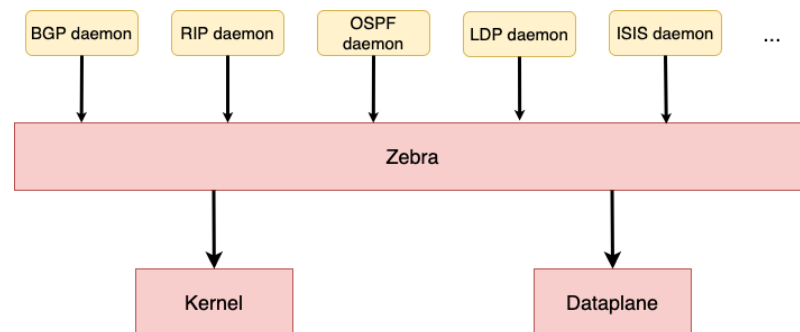 BGP daemon
RIP daemon
OSPF
daemon
LDP daemon
ISIS daemon
...
Zebra
Kernel
Dataplane